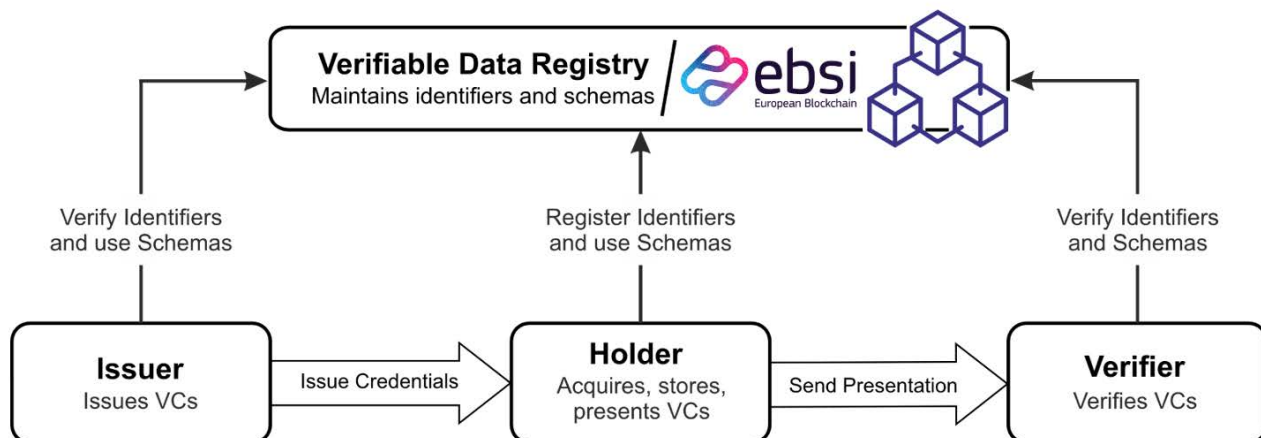 Verifiable Data Registry
Maintains identifiers and schemas
ebsi
European Blockchain
Verify Identifiers
and use Schemas
Register Identifiers
and use Schemas
Verify Identifiers
and Schemas
Issuer
Issues VCs
Issue Credentials
Holder
Acquires, stores,
presents VCs
Send Presentation
Verifier
Verifies VCs